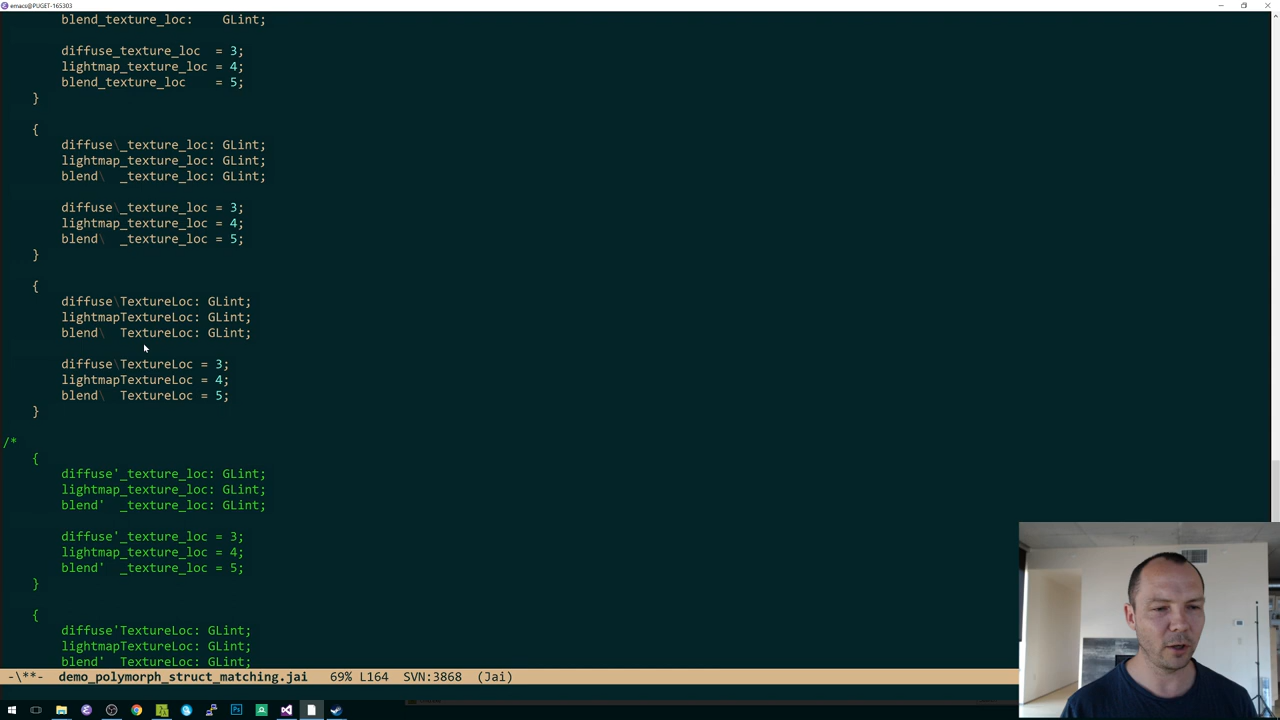 emacs@PUGET-165303
blend_texture_loc:    GLint;
diffuse_texture_loc  = 3;
lightmap_texture_loc = 4;
blend_texture_loc    = 5;
}
{
diffuse\_texture_loc: GLint;
lightmap_texture_loc: GLint;
blend\  _texture_loc: GLint;
diffuse\_texture_loc = 3;
lightmap_texture_loc = 4;
blend\  _texture_loc = 5;
}
{
diffuse\TextureLoc: GLint;
lightmapTextureLoc: GLint;
blend\  TextureLoc: GLint;
diffuse\TextureLoc = 3;
lightmapTextureLoc = 4;
blend\  TextureLoc = 5;
}
/*
{
diffuse'_texture_loc: GLint;
lightmap_texture_loc: GLint;
blend'  _texture_loc: GLint;
diffuse'_texture_loc = 3;
lightmap_texture_loc = 4;
blend'  _texture_loc = 5;
}
{
diffuse'TextureLoc: GLint;
lightmapTextureLoc: GLint;
blend'  TextureLoc: GLint;
-\**-  demo_polymorph_struct_matching.jai   69% L164  SVN:3868  (Jai)